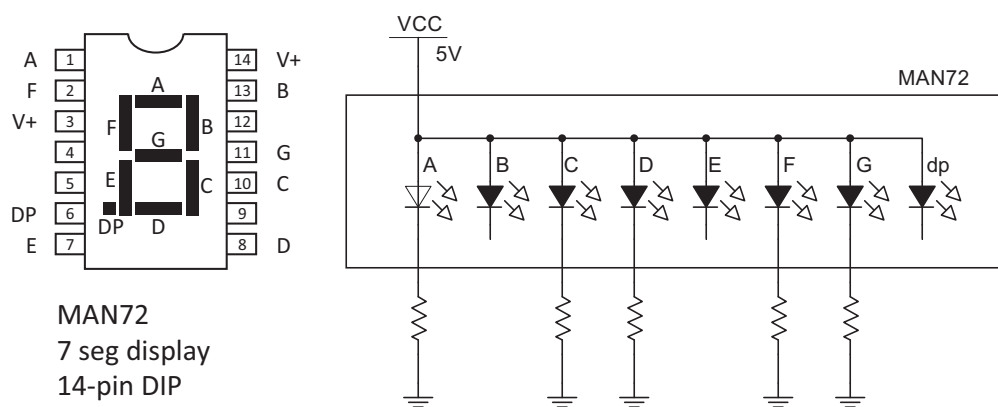 A 1 14 V+
F 2 13 B
V+ 3 12
4 11 G
5 10 C
DP 6 9
E 7 8 D
A
F
B
G
E
C
DP
D
MAN72
7 seg display
14-pin DIP
VCC
5V
MAN72
A B C D E F G dp